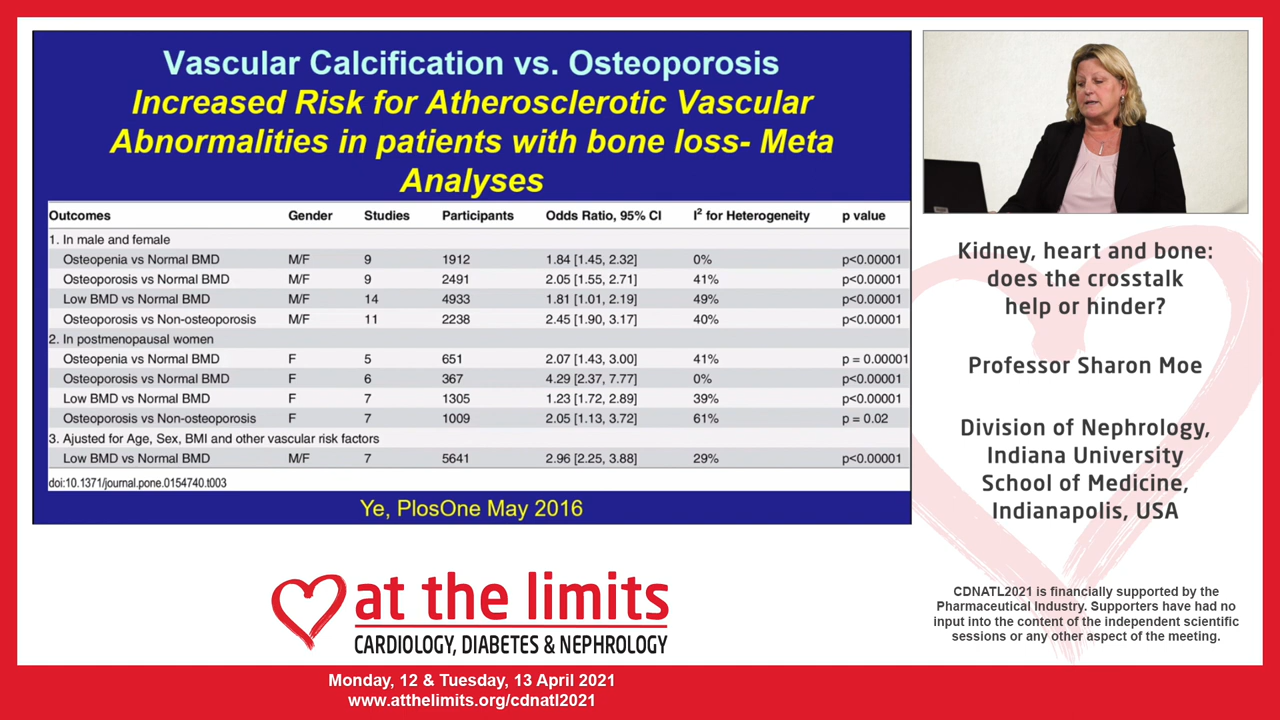 Vascular Calcification vs. Osteoporosis
Increased Risk for Atherosclerotic Vascular
Abnormalities in patients with bone loss- Meta
Analyses
Outcomes Gender Studies Participants Odds Ratio, 95% CI I² for Heterogeneity p value
1. In male and female
Osteopenia vs Normal BMD M/F 9 1912 1.84 [1.45, 2.32] 0% p<0.00001
Osteoporosis vs Normal BMD M/F 9 2491 2.05 [1.55, 2.71] 41% p<0.00001
Low BMD vs Normal BMD M/F 14 4933 1.81 [1.01, 2.19] 49% p<0.00001
Osteoporosis vs Non-osteoporosis M/F 11 2238 2.45 [1.90, 3.17] 40% p<0.00001
2. In postmenopausal women
Osteopenia vs Normal BMD F 5 651 2.07 [1.43, 3.00] 41% p = 0.00001
Osteoporosis vs Normal BMD F 6 367 4.29 [2.37, 7.77] 0% p<0.00001
Low BMD vs Normal BMD F 7 1305 1.23 [1.72, 2.89] 39% p<0.00001
Osteoporosis vs Non-osteoporosis F 7 1009 2.05 [1.13, 3.72] 61% p = 0.02
3. Ajusted for Age, Sex, BMI and other vascular risk factors
Low BMD vs Normal BMD M/F 7 5641 2.96 [2.25, 3.88] 29% p<0.00001
doi:10.1371/journal.pone.0154740.t003
Ye, PlosOne May 2016
Kidney, heart and bone:
does the crosstalk
help or hinder?
Professor Sharon Moe
Division of Nephrology,
Indiana University
School of Medicine,
Indianapolis, USA
CDNATL2021 is financially supported by the
Pharmaceutical Industry. Supporters have had no
input into the content of the independent scientific
sessions or any other aspect of the meeting.
at the limits
CARDIOLOGY, DIABETES & NEPHROLOGY
Monday, 12 & Tuesday, 13 April 2021
www.atthelimits.org/cdnatl2021